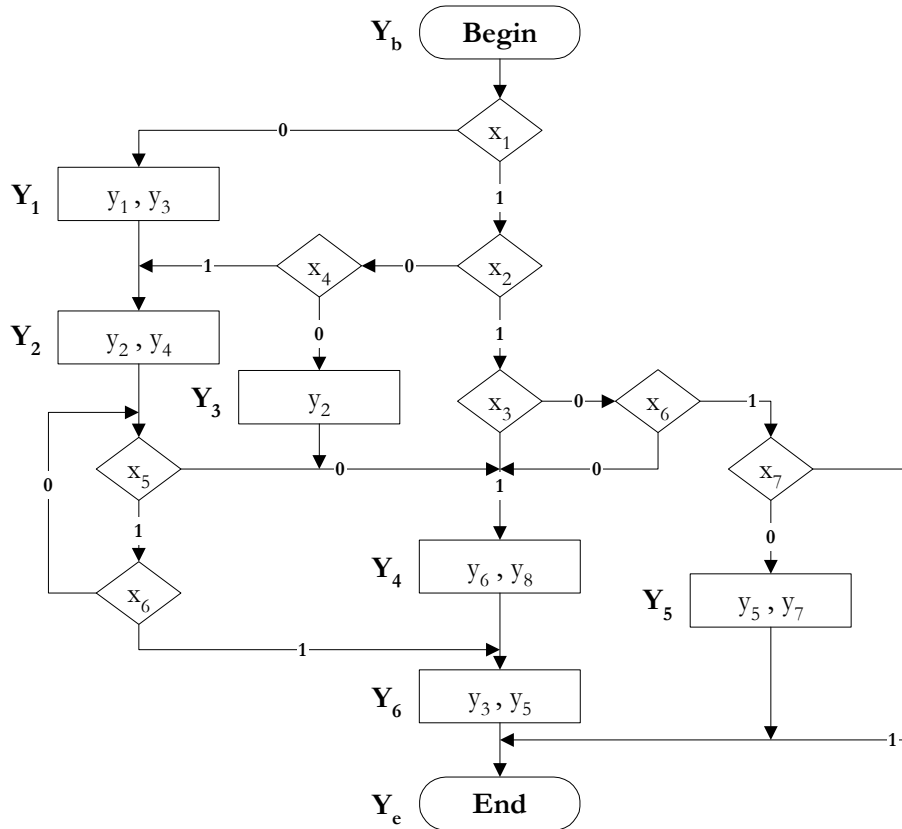 Y_b Begin
x_1
0
1
Y_1 y_1 , y_3
x_4
1
0
x_2
0
1
Y_2 y_2 , y_4
Y_3 y_2
x_3
0
x_6
1
0
x_5
0
1
0
1
x_7
0
Y_4 y_6 , y_8
x_6
1
Y_5 y_5 , y_7
Y_6 y_3 , y_5
1
Y_e End